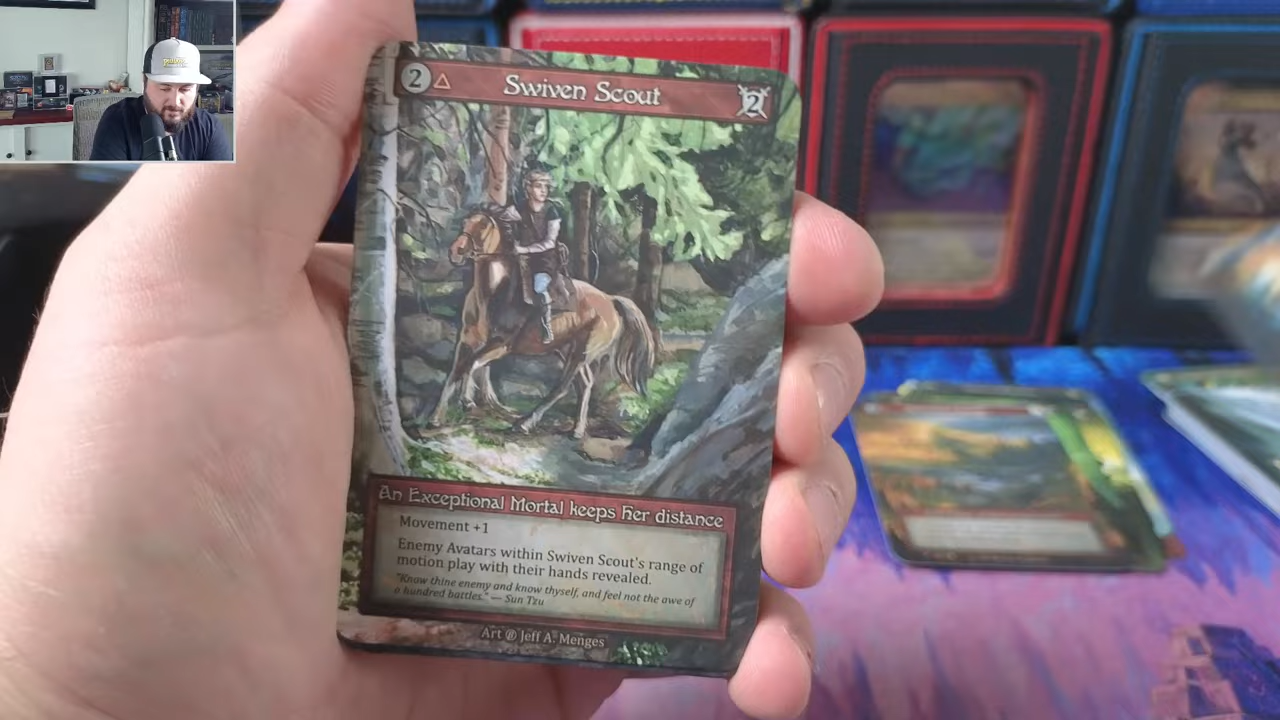 2 Swiven Scout 2
An Exceptional Mortal keeps her distance
Movement +1
Enemy Avatars within Swiven Scout's range of
motion play with their hands revealed.
"Know thine enemy and know thyself, and feel not the awe of
a hundred battles." — Sun Tzu
Art @ Jeff A. Menges